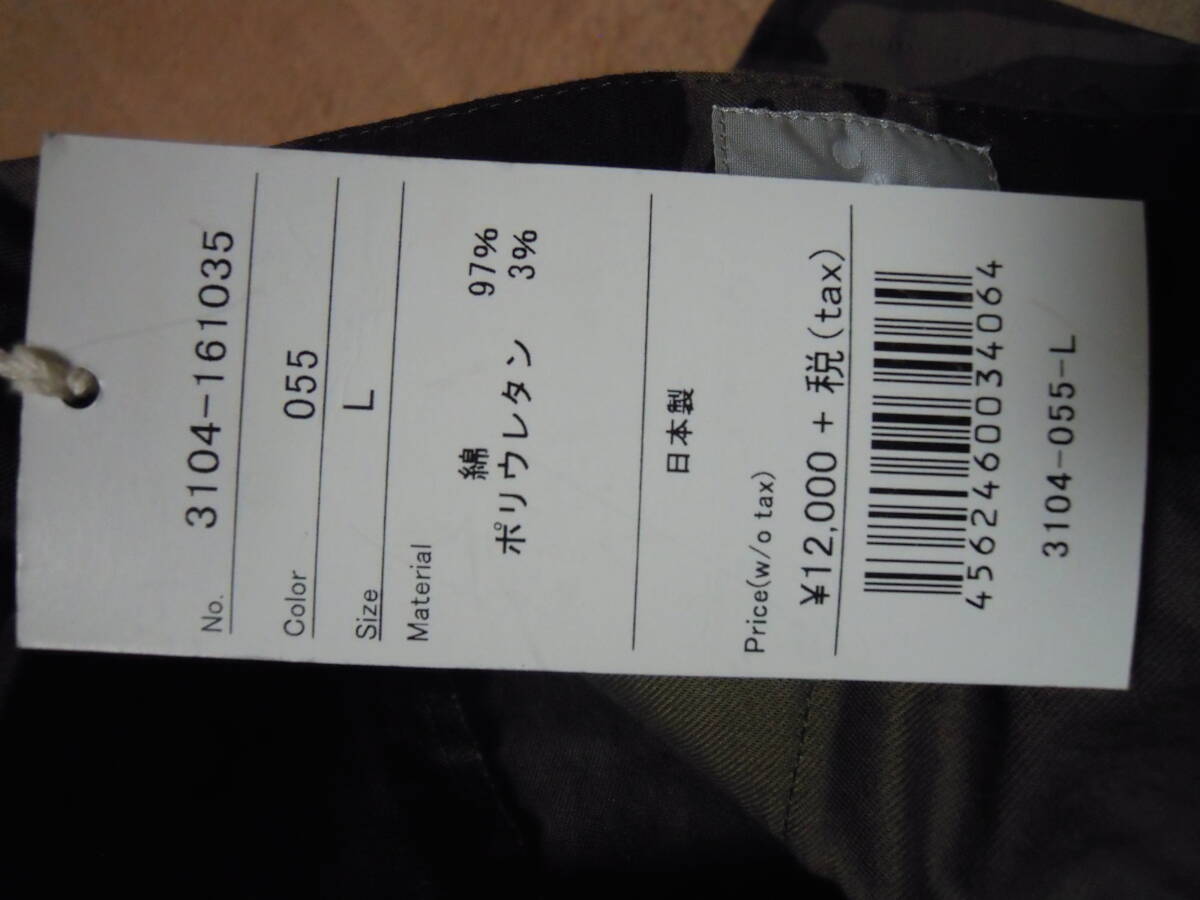 No.
3104-161035
Color
055
Size
L
Material
綿 97%
ポリウレタン 3%
日本製
Price(w/o tax)
¥12,000 + 税(tax)
4562460034064
3104-055-L